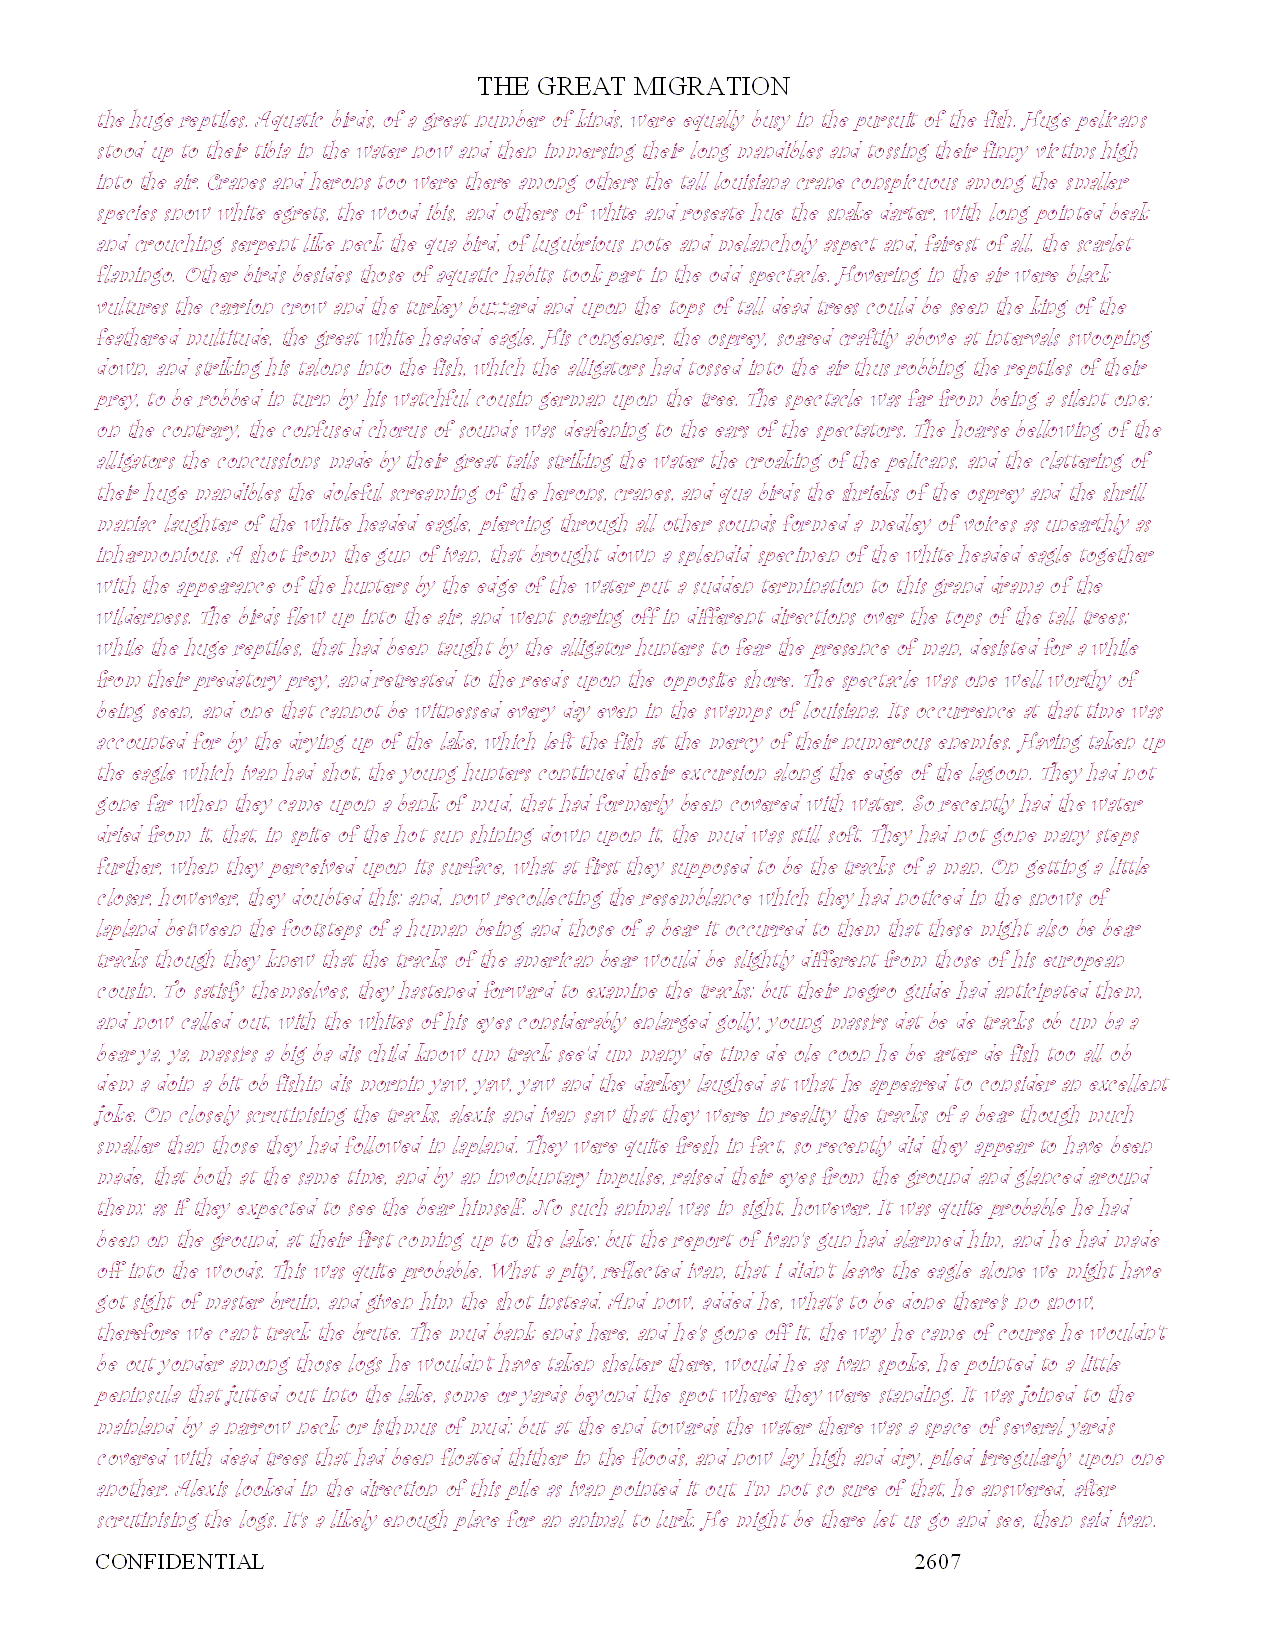 THE GREAT MIGRATION
the huge reptiles. Aquatic birds, of a great number of kinds, were equally busy in the pursuit of the fish. Huge pelicans
stood up to their tibia in the water now and then immersing their long mandibles and tossing their finny victims high
into the air. Cranes and herons too were there among others the tall louisiana crane conspicuous among the smaller
species snow white egrets, the wood ibis, and others of white and roseate hue the snake darter, with long pointed beak
and crouching serpent like neck the qua bird, of lugubrious note and melancholy aspect and, fairest of all, the scarlet
flamingo. Other birds besides those of aquatic habits took part in the odd spectacle. Hovering in the air were black
vultures the carrion crow and the turkey buzzard and upon the tops of tall dead trees could be seen the king of the
feathered multitude, the great white headed eagle. His congener, the osprey, soared craftily above at intervals swooping
down, and striking his talons into the fish, which the alligators had tossed into the air thus robbing the reptiles of their
prey, to be robbed in turn by his watchful cousin german upon the tree. The spectacle was far from being a silent one:
on the contrary, the confused chorus of sounds was deafening to the ears of the spectators. The hoarse bellowing of the
alligators the concussions made by their great tails striking the water the croaking of the pelicans, and the clattering of
their huge mandibles the doleful screaming of the herons, cranes, and qua birds the shrieks of the osprey and the shrill
maniac laughter of the white headed eagle, piercing through all other sounds formed a medley of voices as unearthly as
inharmonious. A shot from the gun of ivan, that brought down a splendid specimen of the white headed eagle together
with the appearance of the hunters by the edge of the water put a sudden termination to this grand drama of the
wilderness. The birds flew up into the air, and went soaring off in different directions over the tops of the tall trees;
while the huge reptiles, that had been taught by the alligator hunters to fear the presence of man, desisted for a while
from their predatory prey, and retreated to the reeds upon the opposite shore. The spectacle was one well worthy of
being seen, and one that cannot be witnessed every day even in the swamps of louisiana. Its occurrence at that time was
accounted for by the drying up of the lake, which left the fish at the mercy of their numerous enemies. Having taken up
the eagle which ivan had shot, the young hunters continued their excursion along the edge of the lagoon. They had not
gone far when they came upon a bank of mud, that had formerly been covered with water. So recently had the water
dried from it, that, in spite of the hot sun shining down upon it, the mud was still soft. They had not gone many steps
further, when they perceived upon its surface, what at first they supposed to be the tracks of a man. On getting a little
closer, however, they doubted this; and, now recollecting the resemblance which they had noticed in the snows of
lapland between the footsteps of a human being and those of a bear it occurred to them that these might also be bear
tracks though they knew that the tracks of the american bear would be slightly different from those of his european
cousin. To satisfy themselves, they hastened forward to examine the tracks; but their negro guide had anticipated them,
and now called out, with the whites of his eyes considerably enlarged golly, young mass'rs dat be de tracks ob um ba a
bear ya, ya, mass'rs a big ba dis child know um track see'd um many de time de ole coon he be arter de fish too all ob
dem a doin a bit ob fishin dis mornin yaw, yaw, yaw and the darkey laughed at what he appeared to consider an excellent
joke. On closely scrutinising the tracks, alexis and ivan saw that they were in reality the tracks of a bear though much
smaller than those they had followed in lapland. They were quite fresh in fact, so recently did they appear to have been
made, that both at the same time, and by an involuntary impulse, raised their eyes from the ground and glanced around
them; as if they expected to see the bear himself. No such animal was in sight, however. It was quite probable he had
been on the ground, at their first coming up to the lake; but the report of ivan's gun had alarmed him, and he had made
off into the woods. This was quite probable. What a pity, reflected ivan, that i didn't leave the eagle alone we might have
got sight of master bruin, and given him the shot instead. And now, added he, what's to be done there's no snow,
therefore we can't track the brute. The mud bank ends here, and he's gone off it, the way he came of course he wouldn't
be out yonder among those logs he wouldn't have taken shelter there, would he as ivan spoke, he pointed to a little
peninsula that jutted out into the lake, some or yards beyond the spot where they were standing. It was joined to the
mainland by a narrow neck or isthmus of mud; but at the end towards the water there was a space of several yards
covered with dead trees that had been floated thither in the floods, and now lay high and dry, piled irregularly upon one
another. Alexis looked in the direction of this pile as ivan pointed it out. I'm not so sure of that, he answered, after
scrutinising the logs. It's a likely enough place for an animal to lurk. He might be there let us go and see, then said ivan.
CONFIDENTIAL 2607